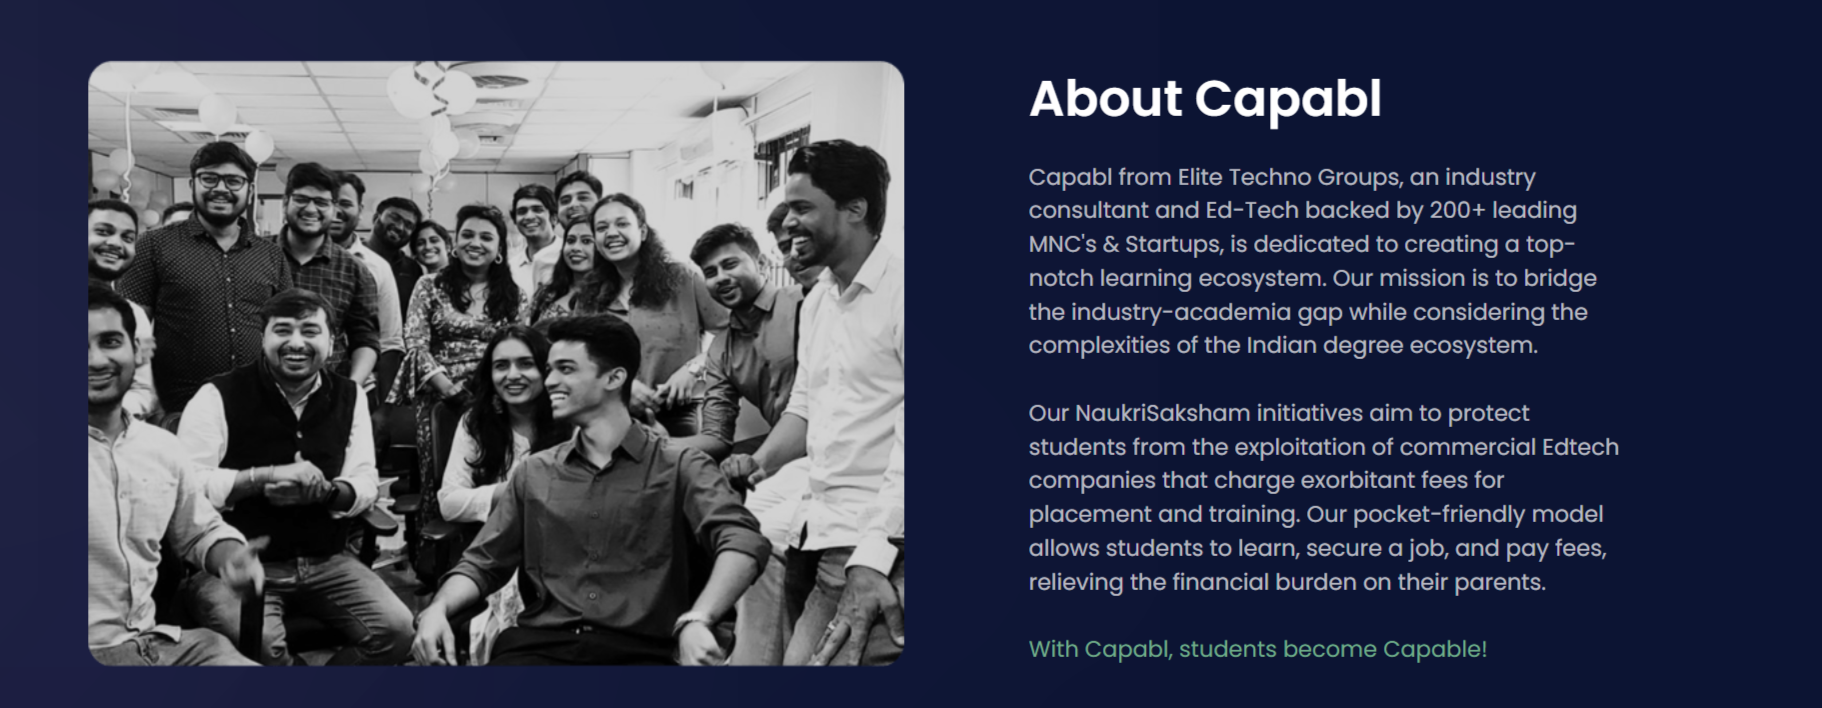 About Capabl
Capabl from Elite Techno Groups, an industry
consultant and Ed-Tech backed by 200+ leading
MNC's & Startups, is dedicated to creating a top-
notch learning ecosystem. Our mission is to bridge
the industry-academia gap while considering the
complexities of the Indian degree ecosystem.
Our NaukriSaksham initiatives aim to protect
students from the exploitation of commercial Edtech
companies that charge exorbitant fees for
placement and training. Our pocket-friendly model
allows students to learn, secure a job, and pay fees,
relieving the financial burden on their parents.
With Capabl, students become Capable!